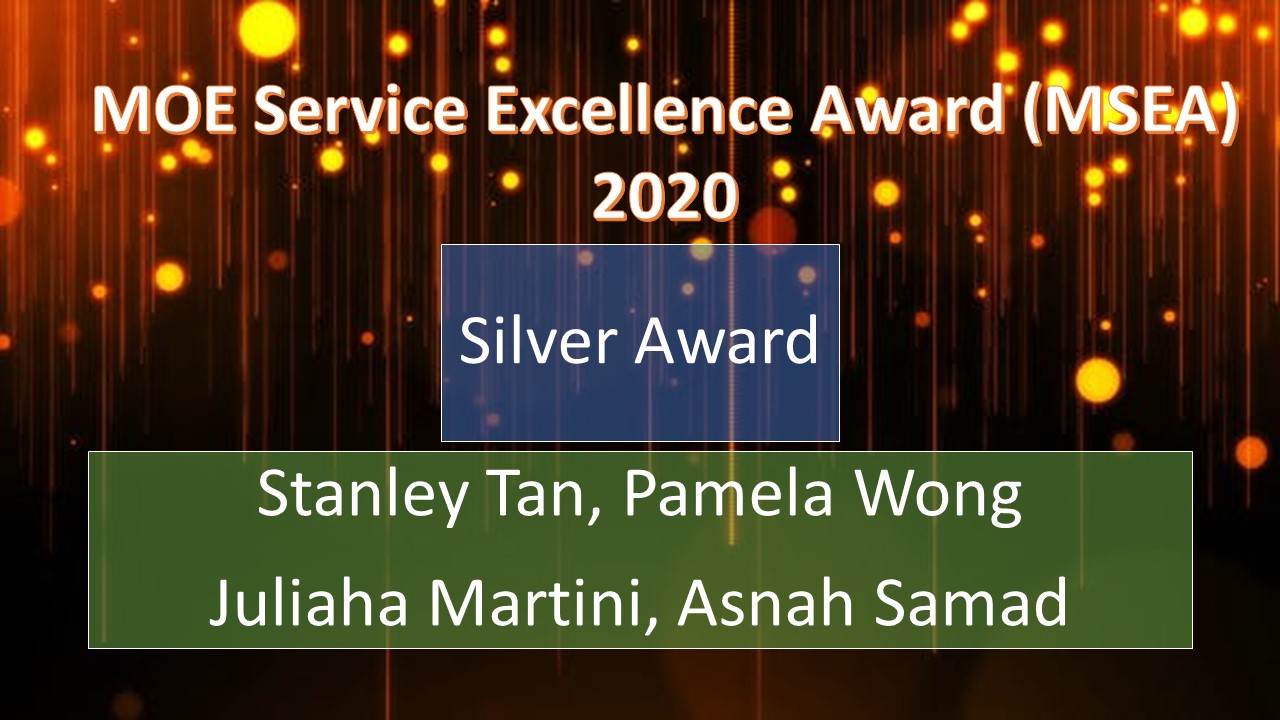 MOE Service Excellence Award (MSEA)
2020
Silver Award
Stanley Tan, Pamela Wong
Juliaha Martini, Asnah Samad